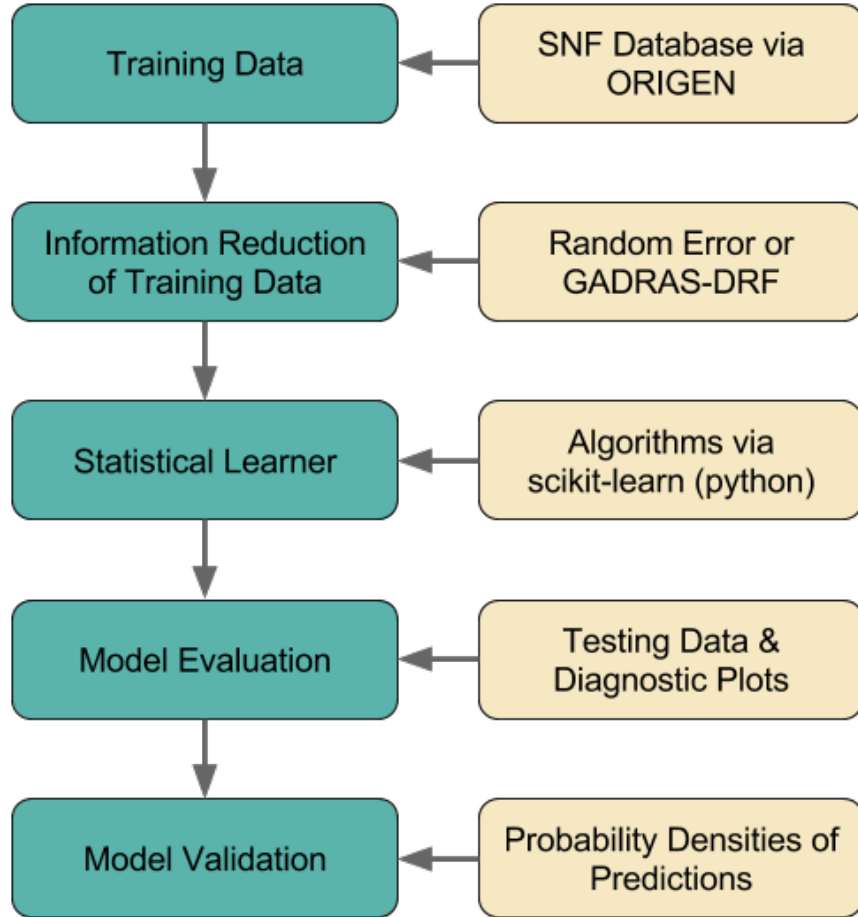 Training Data
SNF Database via
ORIGEN
Information Reduction
of Training Data
Random Error or
GADRAS-DRF
Statistical Learner
Algorithms via
scikit-learn (python)
Model Evaluation
Testing Data &
Diagnostic Plots
Model Validation
Probability Densities of
Predictions